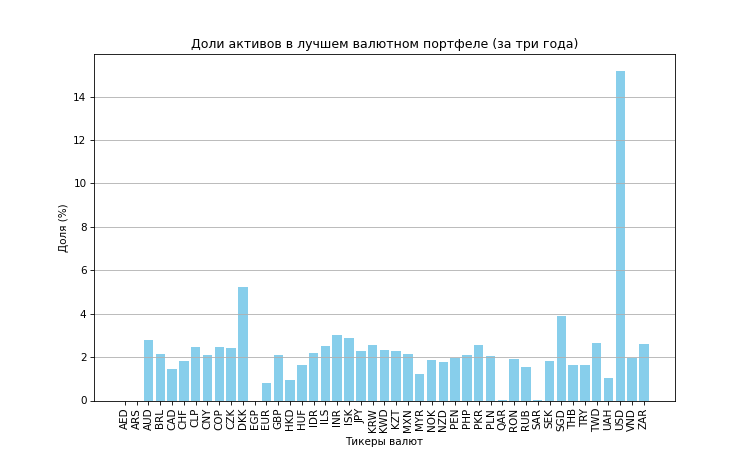 Доли активов в лучшем валютном портфеле (за три года)
Доля (%)
14
12
10
8
6
4
2
0
AED ARS AUD BRL CAD CHF CLP CNY COP CZK DKK EGP EUR GBP HKD HUF IDR ILS INR ISK JPY KRW KWD KZT MXN MYR NOK NZD PEN PHP PKR PLN QAR RON RUB SAR SEK SGD THB TRY TWD UAH USD VND ZAR
Тикеры валют